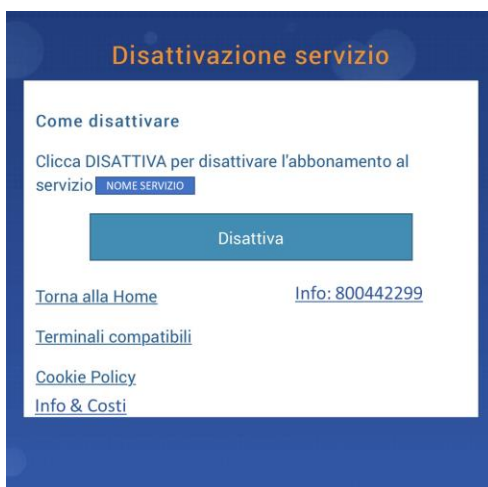 Disattivazione servizio
Come disattivare
Clicca DISATTIVA per disattivare l'abbonamento al
servizio NOME SERVIZIO
Disattiva
Torna alla Home Info: 800442299
Terminali compatibili
Cookie Policy
Info & Costi